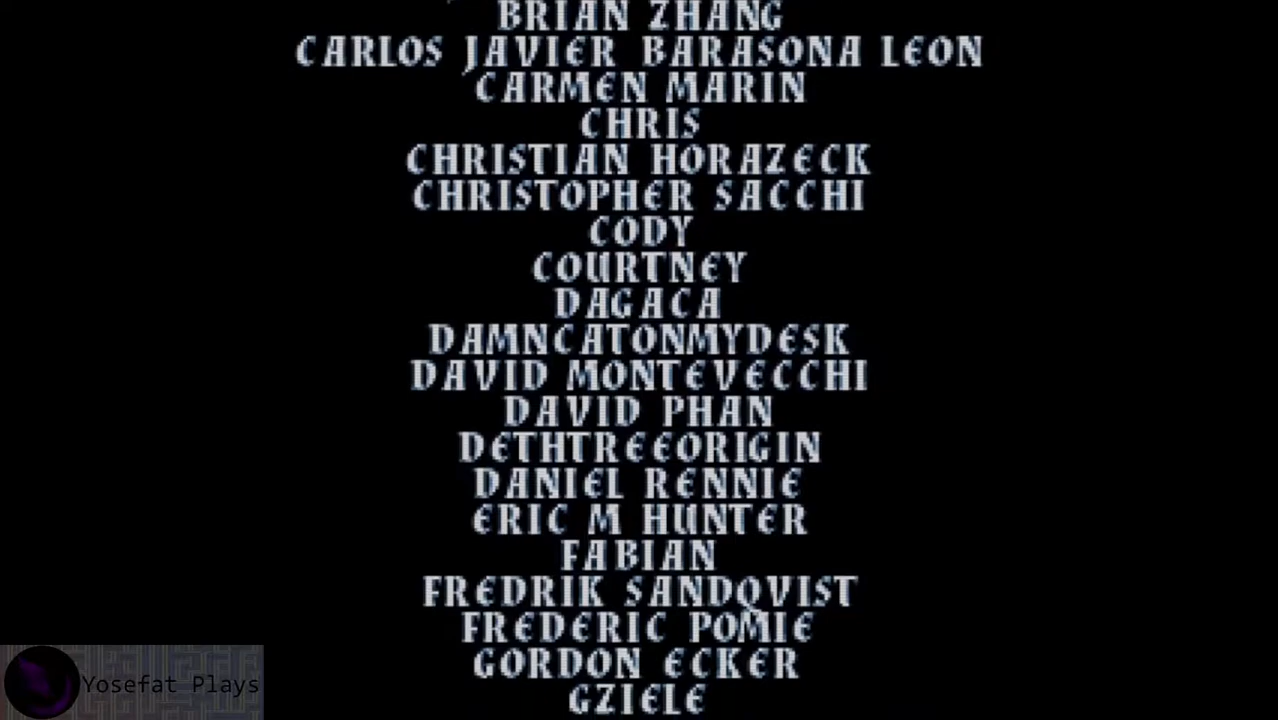 BRIAN ZHANG
CARLOS JAVIER BARASONA LEON
CARMEN MARIN
CHRIS
CHRISTIAN HORAZECK
CHRISTOPHER SACCHI
CODY
COURTNEY
DAGACA
DAMNCATONMYDESK
DAVID MONTEVECCHI
DAVID PHAN
DETHTREEORIGIN
DANIEL RENNIE
ERIC M HUNTER
FABIAN
FREDRIK SANDQVIST
FREDERIC POMIE
GORDON ECKER
GZIELE
Yosefat Plays